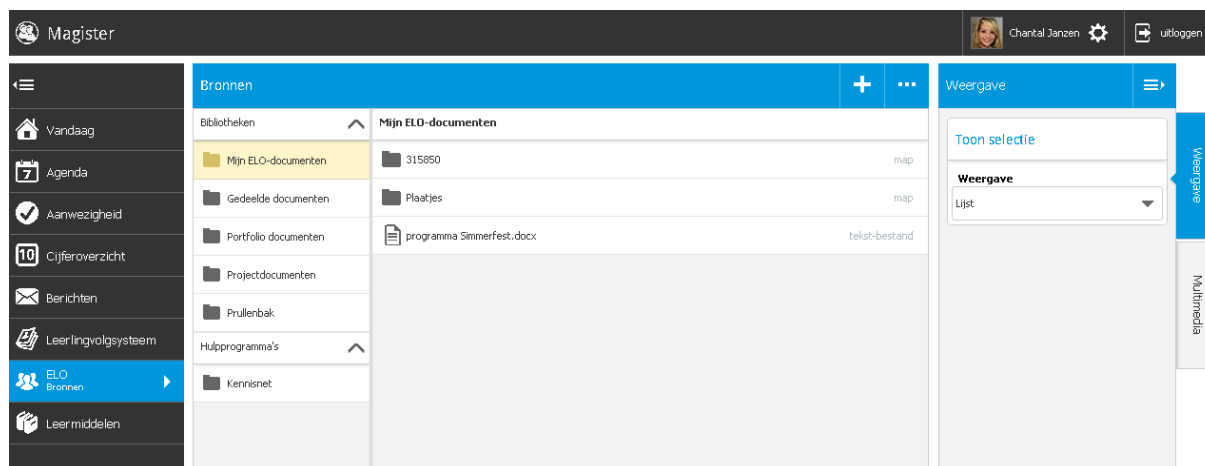 Magister
Chantal Janzen
uitloggen
Vandaag
7
Agenda
Aanwezigheid
10
Cijferoverzicht
Berichten
Leerlingvolgsysteem
ELO
Bronnen
Leermiddelen
Bronnen
Bibliotheken
Mijn ELO-documenten
Gedeelde documenten
Portfolio documenten
Projectdocumenten
Prullenbak
Hulpprogramma's
Kennisnet
Mijn ELO-documenten
315850 map
Plaatjes map
programma Simmerfest.docx tekst-bestand
Weergave
Toon selectie
Weergave
Lijst
Weergave
Multimedia